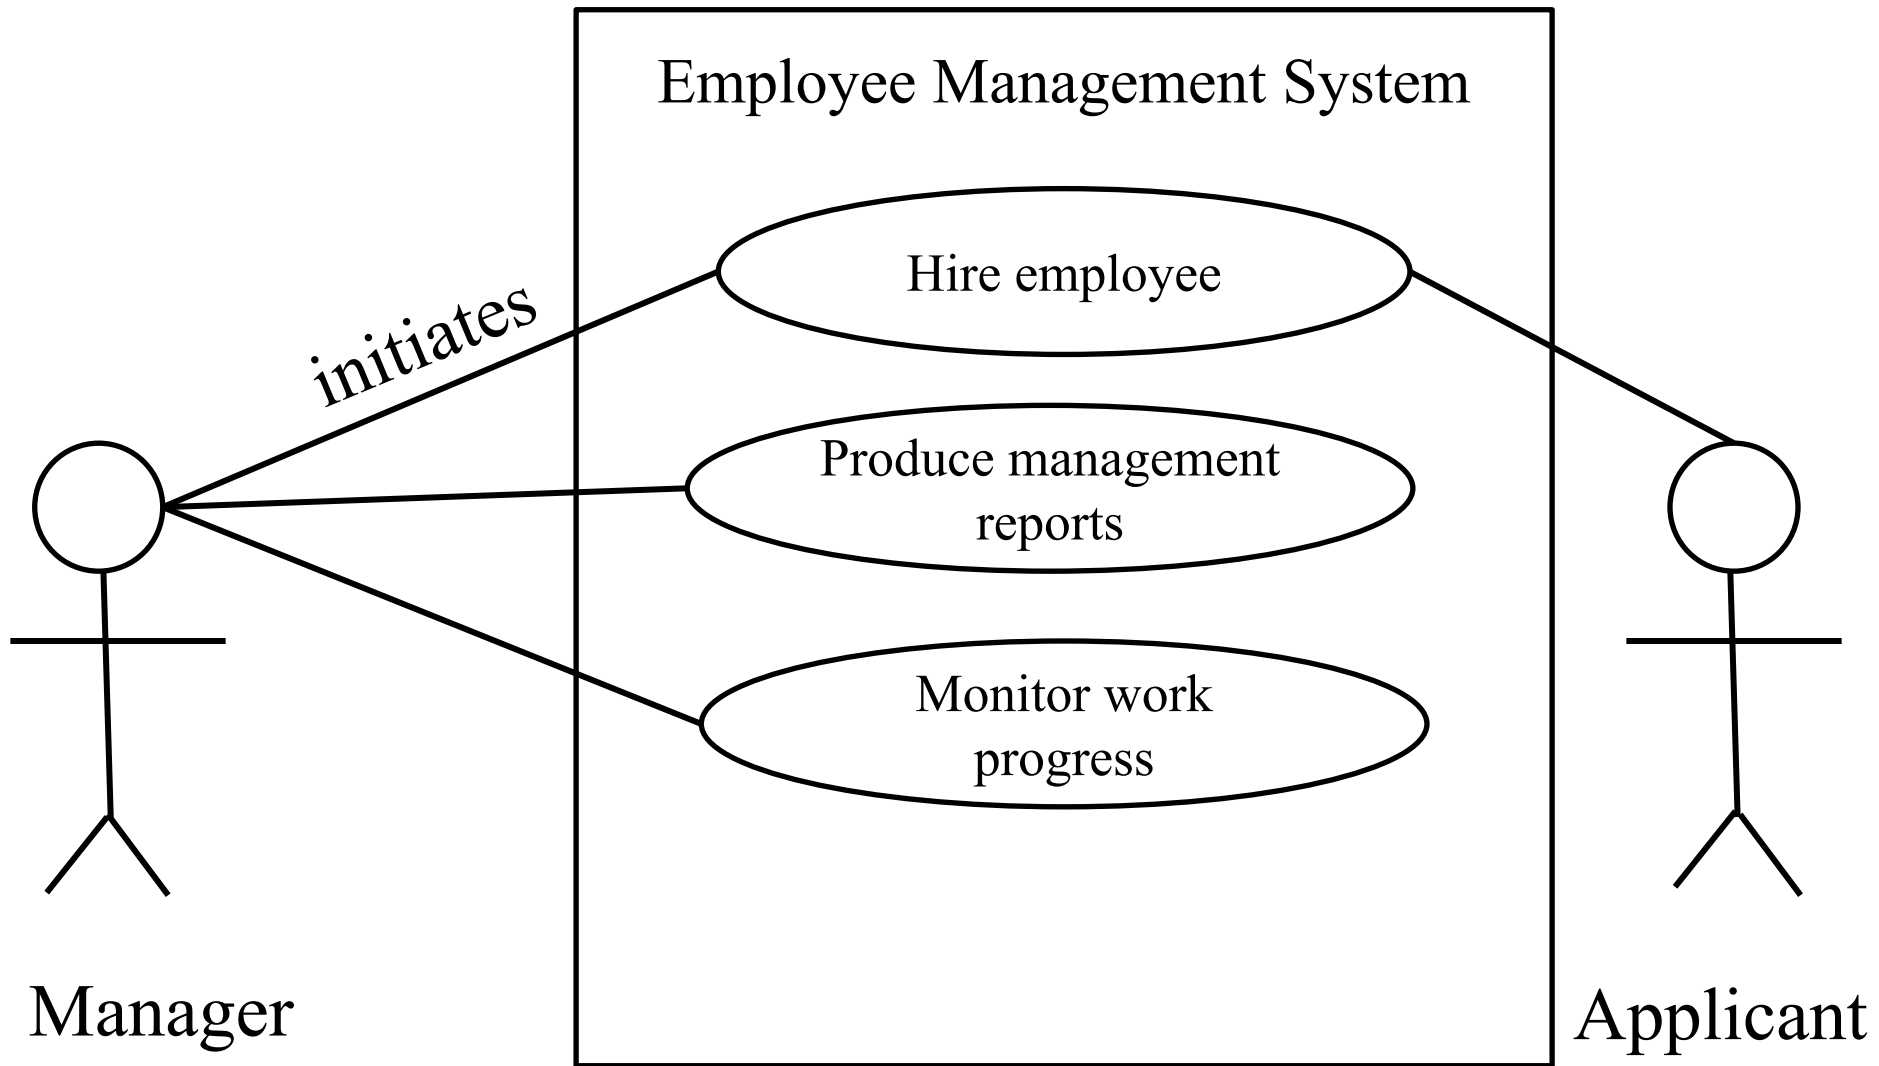 Employee Management System
Hire employee
initiates
Produce management
reports
Monitor work
progress
Manager
Applicant